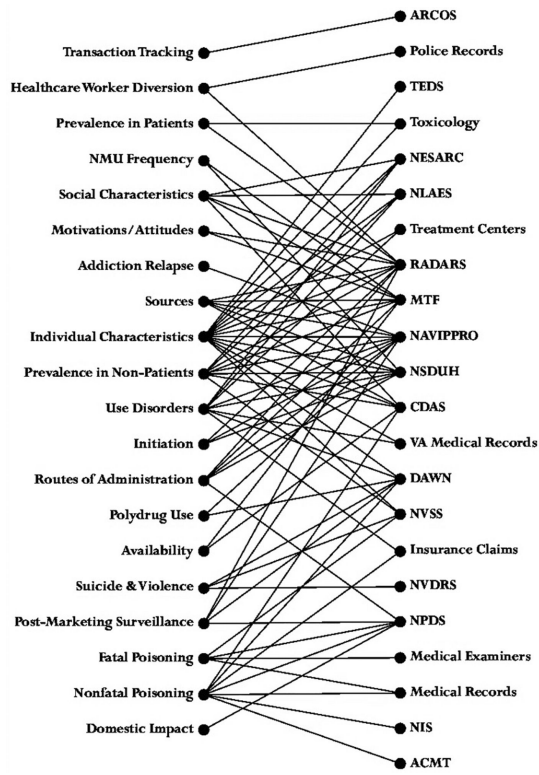 ARCOS
Transaction Tracking
Police Records
Healthcare Worker Diversion
TEDS
Prevalence in Patients
Toxicology
NMU Frequency
NESARC
Social Characteristics
NLAES
Motivations/Attitudes
Treatment Centers
Addiction Relapse
RADARS
Sources
MTF
Individual Characteristics
NAVIPPRO
Prevalence in Non-Patients
NSDUH
Use Disorders
CDAS
Initiation
VA Medical Records
Routes of Administration
DAWN
Polydrug Use
NVSS
Availability
Insurance Claims
Suicide & Violence
NVDRS
Post-Marketing Surveillance
NPDS
Fatal Poisoning
Medical Examiners
Nonfatal Poisoning
Medical Records
Domestic Impact
NIS
ACMT